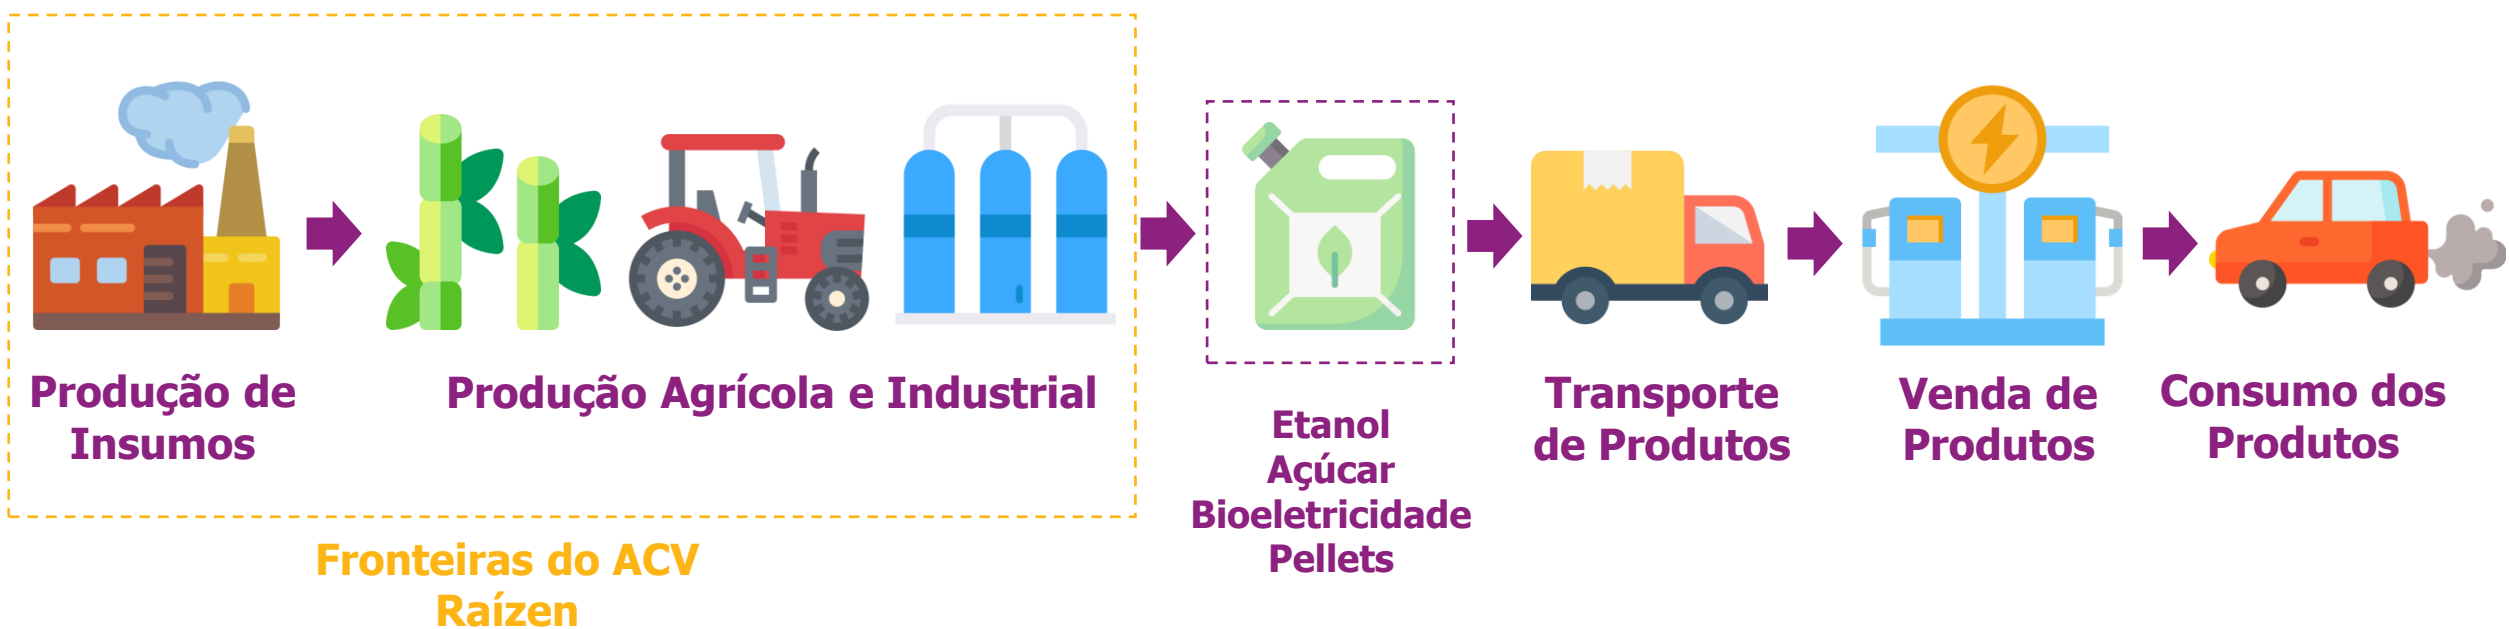 Produção de
Insumos
Produção Agrícola e Industrial
Etanol
Açúcar
Bioeletricidade
Pellets
Transporte
de Produtos
Venda de
Produtos
Consumo dos
Produtos
Fronteiras do ACV
Raízen